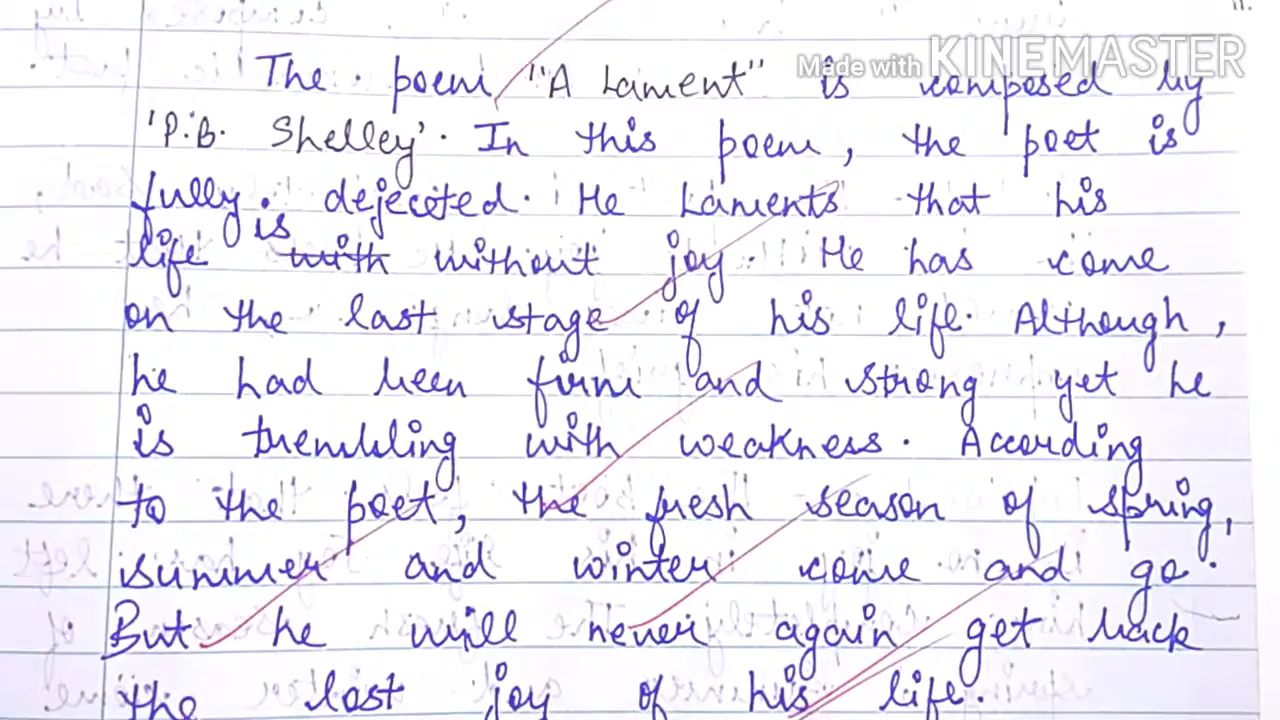 Made with KINEMASTER
The poem "A Lament" is composed by
'P.B. Shelley'. In this poem, the poet is
fully dejected. He Laments that his
is
life with without joy. He has come
on the last stage of his life. Although,
he had been firm and strong yet he
is trembling with weakness. According
to the poet, the fresh season of spring,
summer and winter come and go.
But he will never again get back
the lost joy of his life.